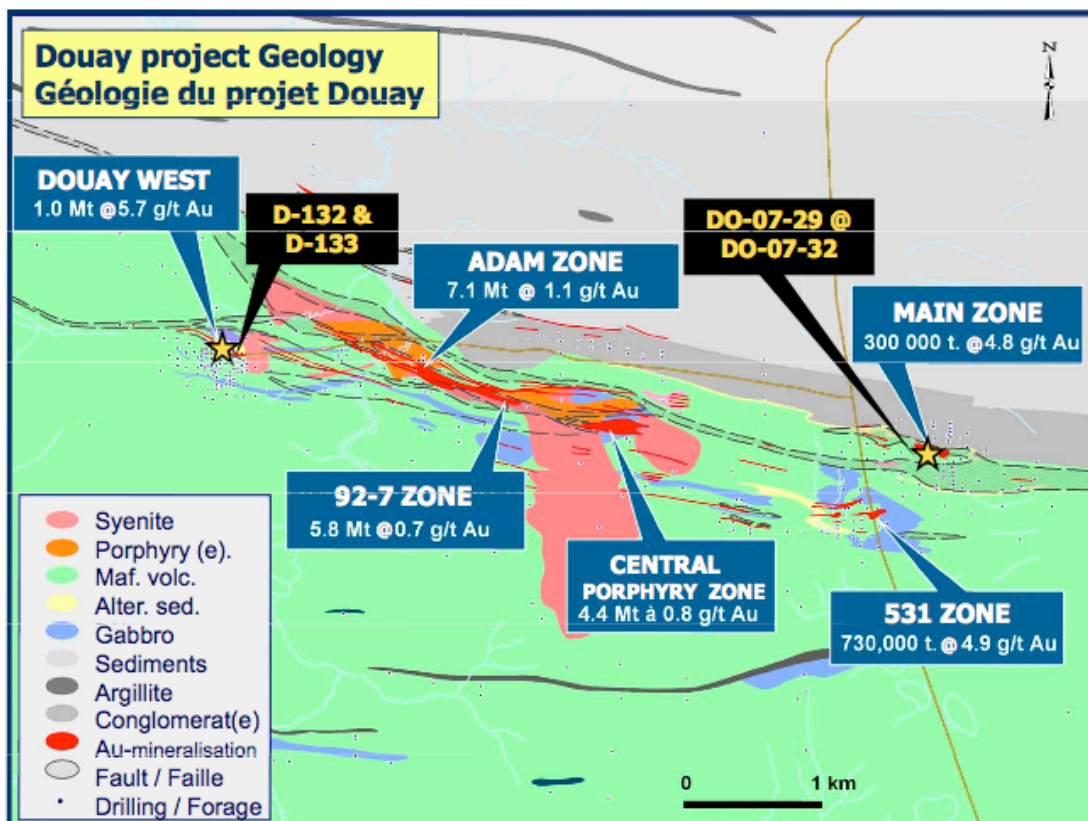 Douay project Geology
Géologie du projet Douay
N
DOUAY WEST
1.0 Mt @5.7 g/t Au
D-132 &
D-133
ADAM ZONE
7.1 Mt @ 1.1 g/t Au
DO-07-29 @
DO-07-32
MAIN ZONE
300 000 t. @4.8 g/t Au
92-7 ZONE
5.8 Mt @0.7 g/t Au
CENTRAL
PORPHYRY ZONE
4.4 Mt à 0.8 g/t Au
531 ZONE
730,000 t. @ 4.9 g/t Au
Syenite
Porphyry (e).
Maf. volc.
Alter. sed.
Gabbro
Sediments
Argillite
Conglomerat(e)
Au-mineralisation
Fault / Faille
Drilling / Forage
0 1 km